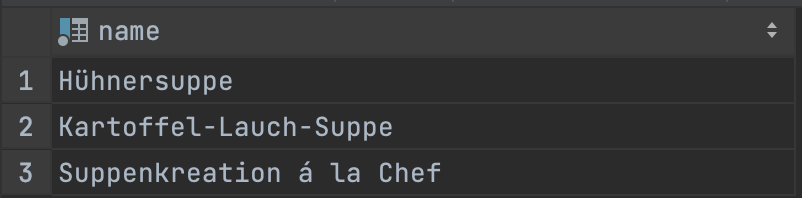 name
1 Hühnersuppe
2 Kartoffel-Lauch-Suppe
3 Suppenkreation á la Chef